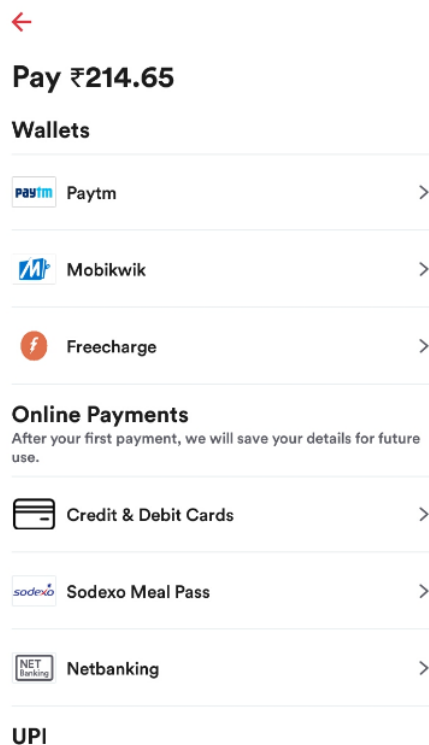 Pay ₹214.65
Wallets
Paytm Paytm
Mobikwik
Freecharge
Online Payments
After your first payment, we will save your details for future
use.
Credit & Debit Cards
sodexo Sodexo Meal Pass
NET
Banking
Netbanking
UPI